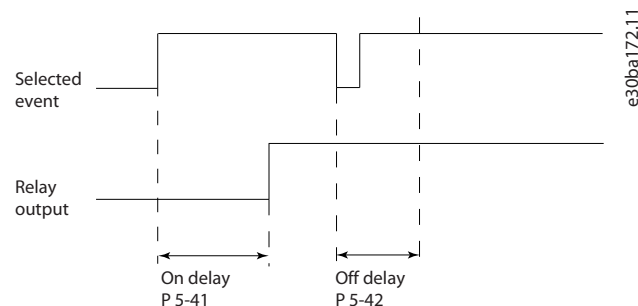 Selected
event
Relay
output
On delay
P 5-41
Off delay
P 5-42
e30ba172.11